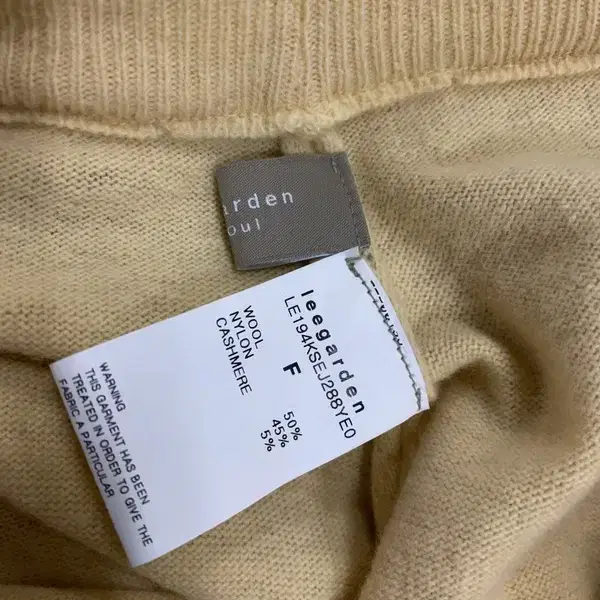 arden
oul
leegarden
LE194KSEJ288YE0
F
WOOL 50%
NYLON 45%
CASHMERE 5%
WARNING
THIS GARMENT HAS BEEN
TREATED IN ORDER TO GIVE THE
FABRIC A PARTICULAR